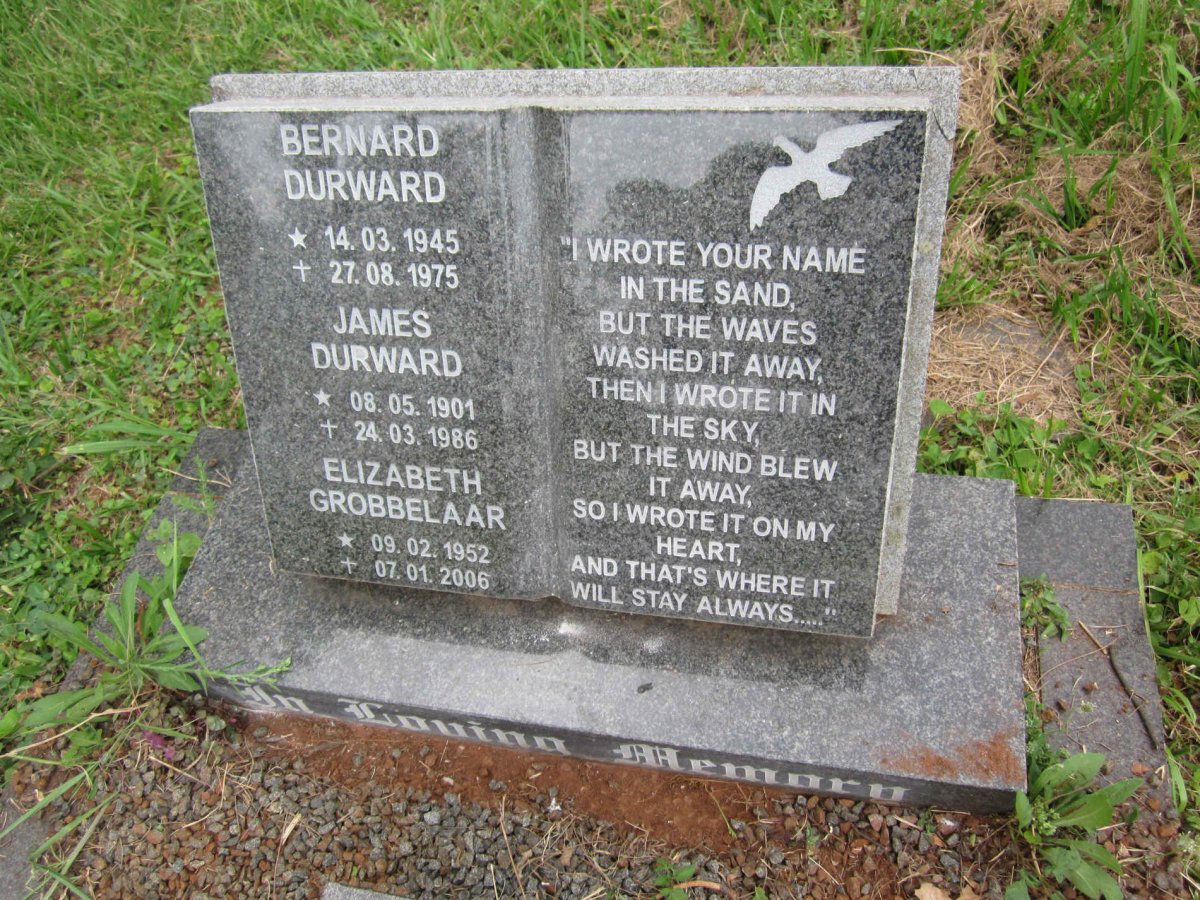 BERNARD
DURWARD
★ 14. 03. 1945
✝ 27. 08. 1975
JAMES
DURWARD
★ 08. 05. 1901
✝ 24. 03. 1986
ELIZABETH
GROBBELAAR
★ 09. 02. 1952
✝ 07. 01. 2006
"I WROTE YOUR NAME
IN THE SAND,
BUT THE WAVES
WASHED IT AWAY,
THEN I WROTE IT IN
THE SKY,
BUT THE WIND BLEW
IT AWAY,
SO I WROTE IT ON MY
HEART,
AND THAT'S WHERE IT
WILL STAY ALWAYS....."
In Loving Memory